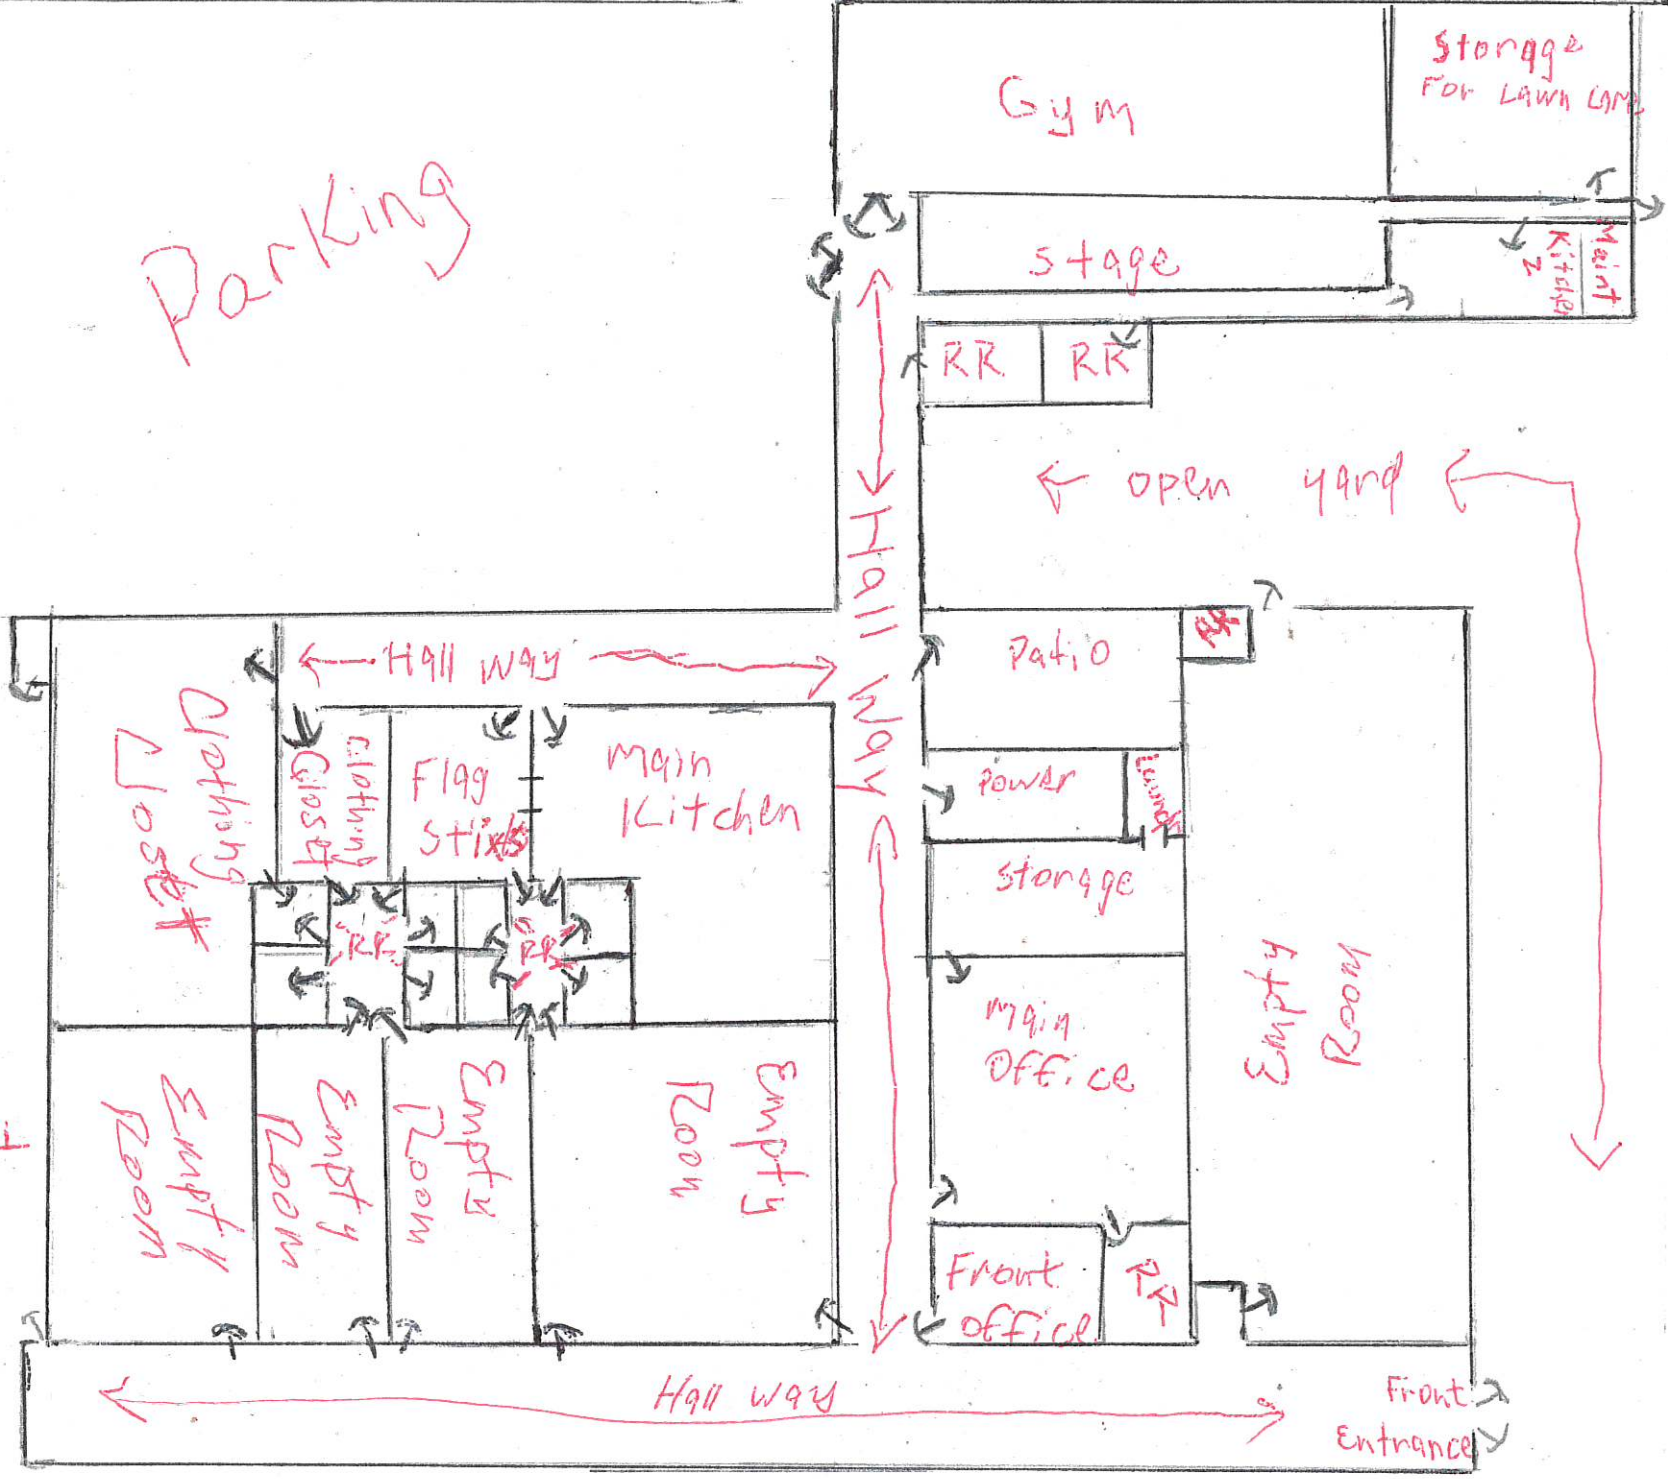 Gym
Storage
For Lawn
Parking
Stage
Kitchen
2
Maint
RR
RR
open yard
Hall Way
Hall way
Patio
Clothing
Closet
Clothing
Closet
Flag
Main
Kitchen
Power
Storage
RR
RR
Main
Office
Empty
Room
Empty
Room
Empty
Room
Empty
Room
Empty
Room
Front
Office
RR
Hall way
Front
Entrance